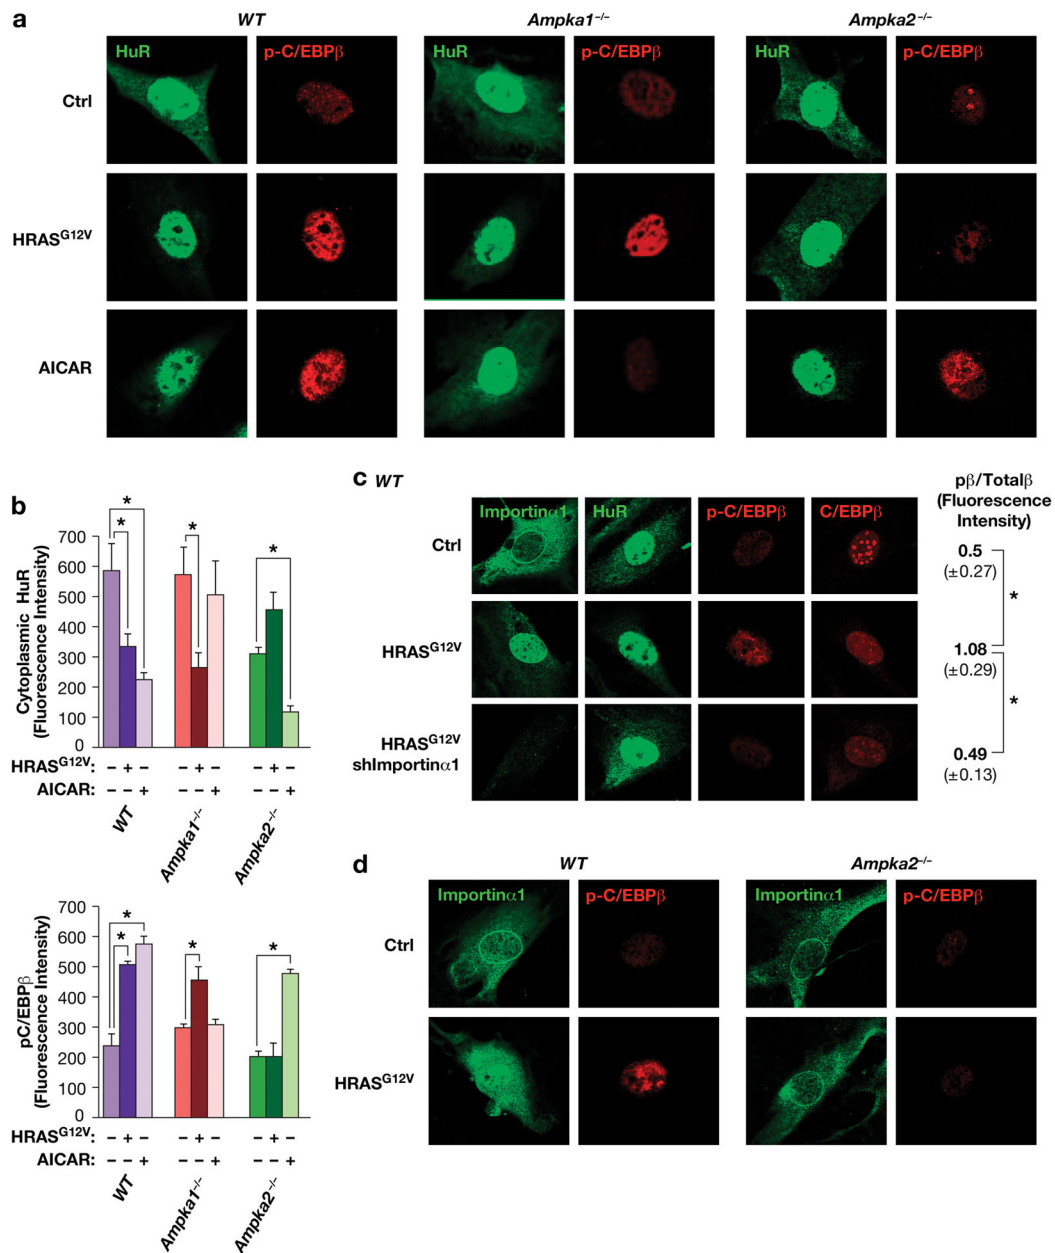 a
WT
Ampka1⁻/⁻
Ampka2⁻/⁻
HuR
p-C/EBPβ
HuR
p-C/EBPβ
HuR
p-C/EBPβ
Ctrl
HRASG12V
AICAR
b
Cytoplasmic HuR
(Fluorescence Intensity)
700
600
500
400
300
200
100
0
*
*
*
*
HRASG12V: – + – – + – – + –
AICAR: – – + – – + – – +
WT
Ampka1⁻/⁻
Ampka2⁻/⁻
pC/EBPβ
(Fluorescence Intensity)
700
600
500
400
300
200
100
0
*
*
*
*
HRASG12V: – + – – + – – + –
AICAR: – – + – – + – – +
WT
Ampka1⁻/⁻
Ampka2⁻/⁻
c WT
pβ/Totalβ
(Fluorescence
Intensity)
Importinα1
HuR
p-C/EBPβ
C/EBPβ
Ctrl
0.5
(±0.27)
*
HRASG12V
1.08
(±0.29)
*
HRASG12V
shImportinα1
0.49
(±0.13)
d
WT
Ampka2⁻/⁻
Importinα1
p-C/EBPβ
Importinα1
p-C/EBPβ
Ctrl
HRASG12V